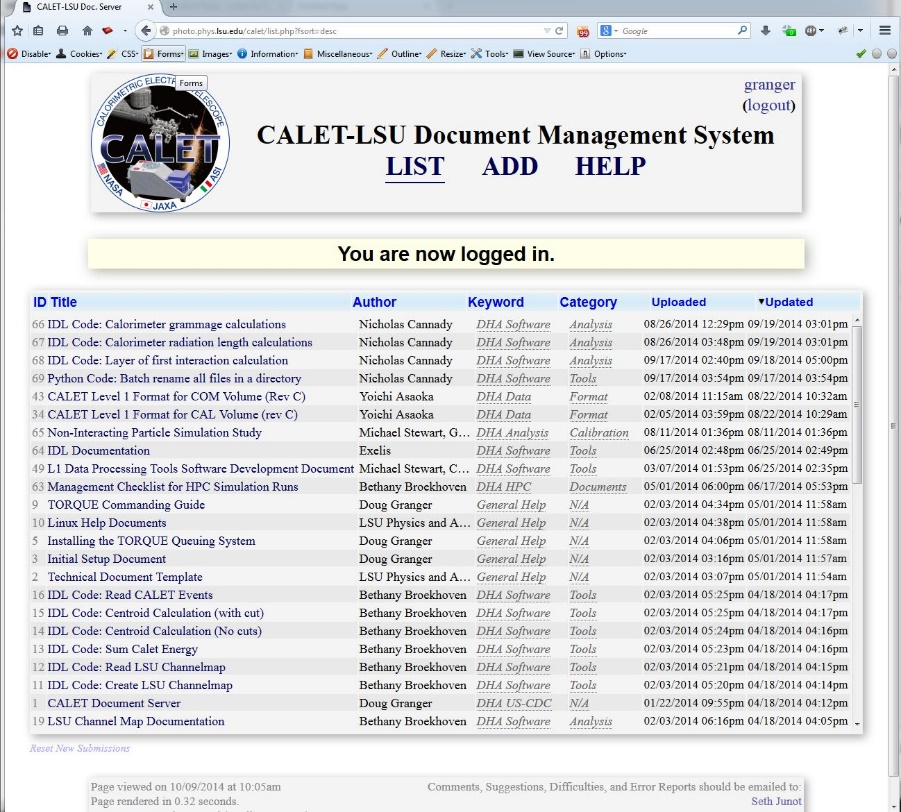 CALET-LSU Doc. Server
photo.phys.lsu.edu/calet/list.php?fsort=desc
Google
Disable Cookies CSS Forms Images Information Miscellaneous Outline Resize Tools View Source Options
Forms
CALORIMETRIC ELECTR TELESCOPE
CALET
NASA JAXA ASI
granger
(logout)
CALET-LSU Document Management System
LIST ADD HELP
You are now logged in.
ID Title Author Keyword Category Uploaded ▼Updated
66 IDL Code: Calorimeter grammage calculations Nicholas Cannady DHA Software Analysis 08/26/2014 12:29pm 09/19/2014 03:01pm
67 IDL Code: Calorimeter radiation length calculations Nicholas Cannady DHA Software Analysis 08/26/2014 03:48pm 09/19/2014 03:01pm
68 IDL Code: Layer of first interaction calculation Nicholas Cannady DHA Software Analysis 09/17/2014 02:40pm 09/18/2014 05:00pm
69 Python Code: Batch rename all files in a directory Nicholas Cannady DHA Software Tools 09/17/2014 03:54pm 09/17/2014 03:54pm
43 CALET Level 1 Format for COM Volume (Rev C) Yoichi Asaoka DHA Data Format 02/08/2014 11:15am 08/22/2014 10:32am
34 CALET Level 1 Format for CAL Volume (rev C) Yoichi Asaoka DHA Data Format 02/05/2014 03:59pm 08/22/2014 10:29am
65 Non-Interacting Particle Simulation Study Michael Stewart, G... DHA Analysis Calibration 08/11/2014 01:36pm 08/11/2014 01:36pm
64 IDL Documentation Exelis DHA Software Tools 06/25/2014 02:48pm 06/25/2014 02:49pm
49 L1 Data Processing Tools Software Development Document Michael Stewart, C... DHA Software Tools 03/07/2014 01:53pm 06/25/2014 02:35pm
63 Management Checklist for HPC Simulation Runs Bethany Broekhoven DHA HPC Documents 05/01/2014 06:00pm 06/17/2014 05:53pm
9 TORQUE Commanding Guide Doug Granger General Help N/A 02/03/2014 04:34pm 05/01/2014 11:58am
10 Linux Help Documents LSU Physics and A... General Help N/A 02/03/2014 04:38pm 05/01/2014 11:58am
5 Installing the TORQUE Queuing System Doug Granger General Help N/A 02/03/2014 04:06pm 05/01/2014 11:58am
3 Initial Setup Document Doug Granger General Help N/A 02/03/2014 03:16pm 05/01/2014 11:57am
2 Technical Document Template LSU Physics and A... General Help N/A 02/03/2014 03:07pm 05/01/2014 11:54am
16 IDL Code: Read CALET Events Bethany Broekhoven DHA Software Tools 02/03/2014 05:25pm 04/18/2014 04:17pm
15 IDL Code: Centroid Calculation (with cut) Bethany Broekhoven DHA Software Tools 02/03/2014 05:25pm 04/18/2014 04:17pm
14 IDL Code: Centroid Calculation (No cuts) Bethany Broekhoven DHA Software Tools 02/03/2014 05:24pm 04/18/2014 04:16pm
13 IDL Code: Sum Calet Energy Bethany Broekhoven DHA Software Tools 02/03/2014 05:23pm 04/18/2014 04:16pm
12 IDL Code: Read LSU Channelmap Bethany Broekhoven DHA Software Tools 02/03/2014 05:21pm 04/18/2014 04:15pm
11 IDL Code: Create LSU Channelmap Bethany Broekhoven DHA Software Tools 02/03/2014 05:20pm 04/18/2014 04:14pm
1 CALET Document Server Doug Granger DHA US-CDC N/A 01/22/2014 09:55pm 04/18/2014 04:12pm
19 LSU Channel Map Documentation Bethany Broekhoven DHA Software Analysis 02/03/2014 06:16pm 04/18/2014 04:05pm
Reset New Submissions
Page viewed on 10/09/2014 at 10:05am Comments, Suggestions, Difficulties, and Error Reports should be emailed to:
Page rendered in 0.32 seconds. Seth Junot